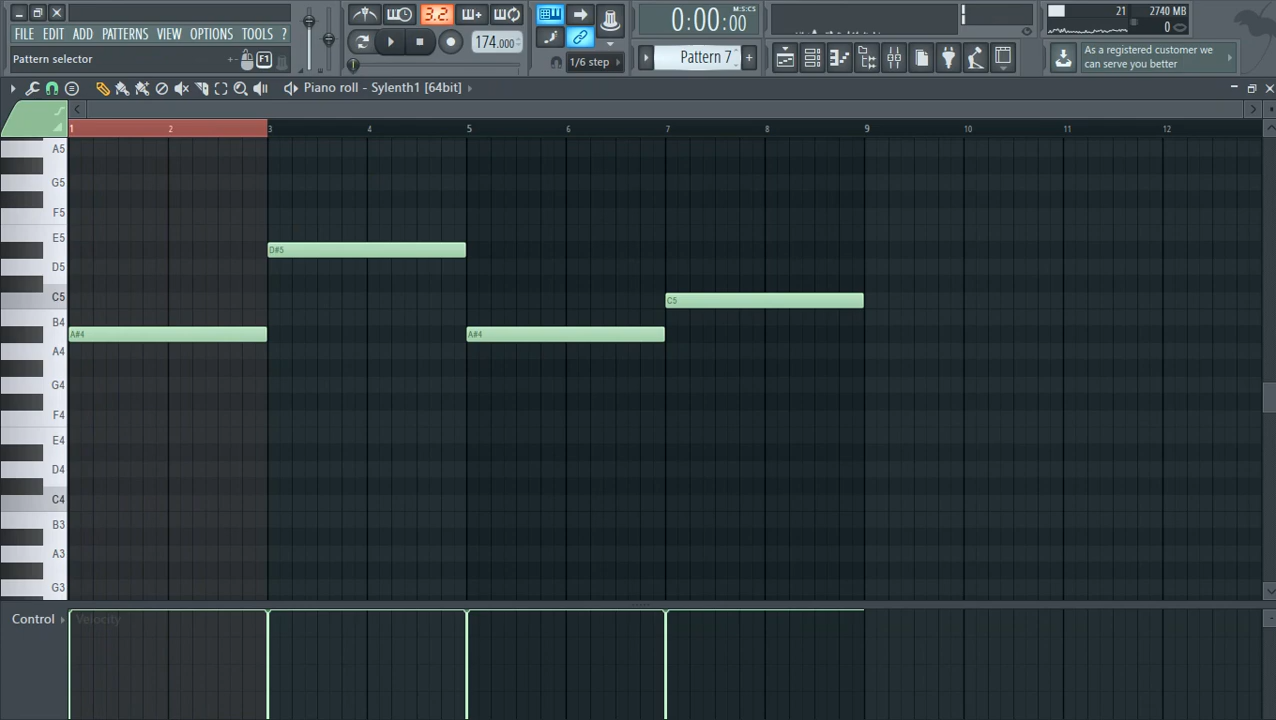 3.2.
FILE EDIT ADD PATTERNS VIEW OPTIONS TOOLS ?
174.000
0:00:00
M:S:CS
21
2740 MB
0
Pattern selector
F1
1/6 step
Pattern 7
As a registered customer we
can serve you better
Piano roll - Sylenth1 [64bit]
1 2 3 4 5 6 7 8 9 10 11 12
A5
G5
F5
E5
D#5
D5
C5
C5
B4
A#4
A#4
A4
G4
F4
E4
D4
C4
B3
A3
G3
Control
Velocity